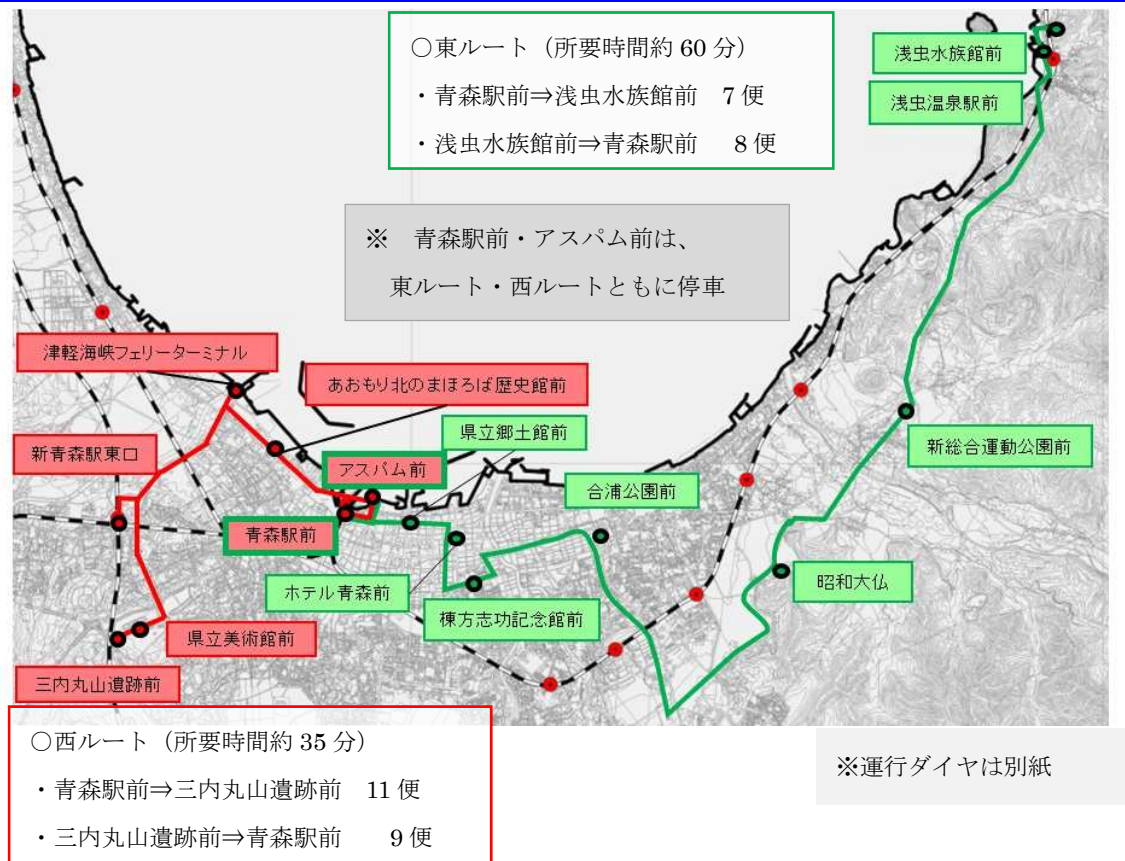 ○東ルート（所要時間約 60 分）
・青森駅前⇒浅虫水族館前　7 便
・浅虫水族館前⇒青森駅前　8 便
浅虫水族館前
浅虫温泉駅前
※　青森駅前・アスパム前は、
東ルート・西ルートともに停車
津軽海峡フェリーターミナル
あおもり北のまほろば歴史館前
県立郷土館前
新青森駅東口
アスパム前
合浦公園前
新総合運動公園前
青森駅前
ホテル青森前
棟方志功記念館前
昭和大仏
県立美術館前
三内丸山遺跡前
○西ルート（所要時間約 35 分）
・青森駅前⇒三内丸山遺跡前　11 便
・三内丸山遺跡前⇒青森駅前　9 便
※運行ダイヤは別紙